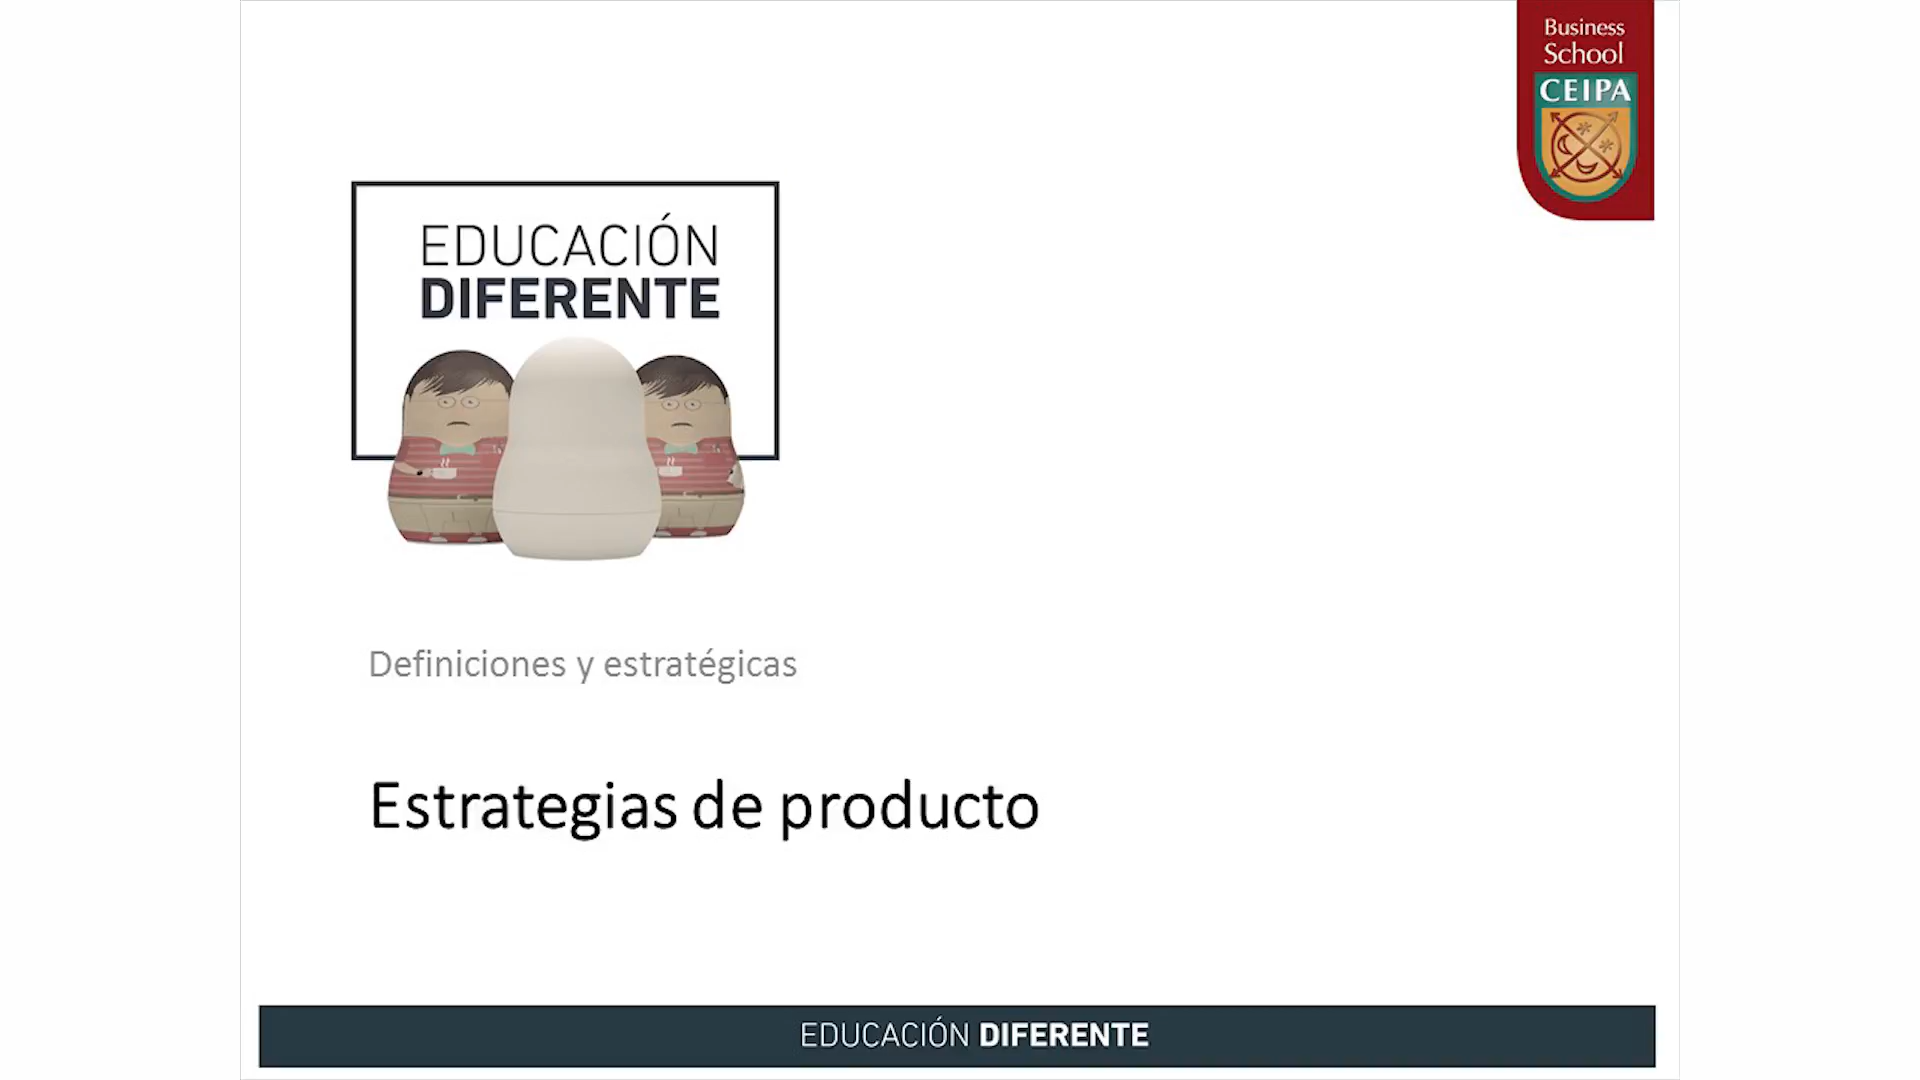 Business
School
CEIPA
EDUCACIÓN
DIFERENTE
Definiciones y estratégicas
Estrategias de producto
EDUCACIÓN DIFERENTE